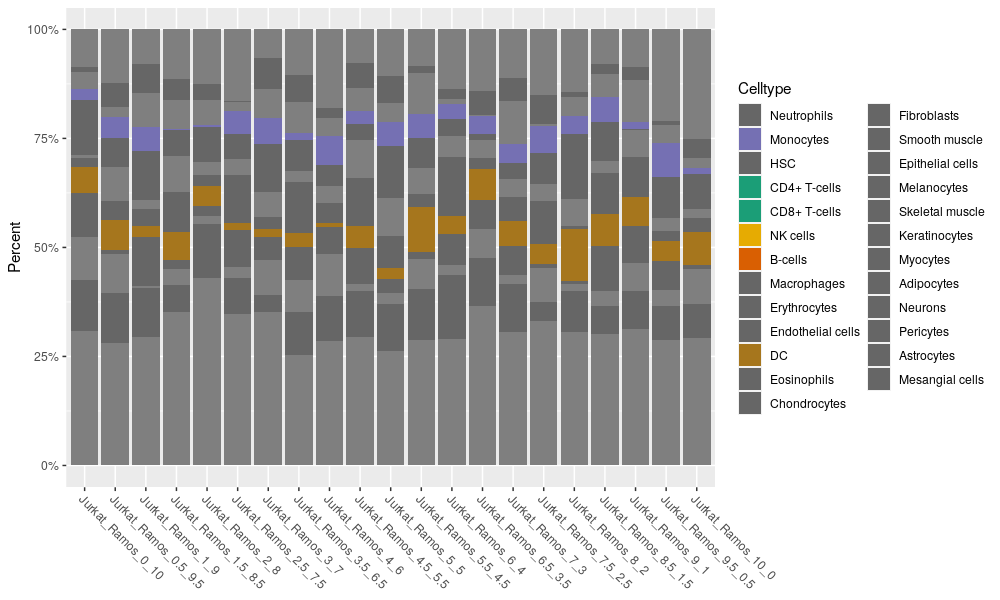 100%
75%
50%
25%
0%
Percent
Jurkat_Ramos_0_10
Jurkat_Ramos_0.5_9.5
Jurkat_Ramos_1_9
Jurkat_Ramos_1.5_8.5
Jurkat_Ramos_2_8
Jurkat_Ramos_2.5_7.5
Jurkat_Ramos_3_7
Jurkat_Ramos_3.5_6.5
Jurkat_Ramos_4_6
Jurkat_Ramos_4.5_5.5
Jurkat_Ramos_5_5
Jurkat_Ramos_5.5_4.5
Jurkat_Ramos_6_4
Jurkat_Ramos_6.5_3.5
Jurkat_Ramos_7_3
Jurkat_Ramos_7.5_2.5
Jurkat_Ramos_8_2
Jurkat_Ramos_8.5_1.5
Jurkat_Ramos_9_1
Jurkat_Ramos_9.5_0.5
Jurkat_Ramos_10_0
Celltype
Neutrophils
Monocytes
HSC
CD4+ T-cells
CD8+ T-cells
NK cells
B-cells
Macrophages
Erythrocytes
Endothelial cells
DC
Eosinophils
Chondrocytes
Fibroblasts
Smooth muscle
Epithelial cells
Melanocytes
Skeletal muscle
Keratinocytes
Myocytes
Adipocytes
Neurons
Pericytes
Astrocytes
Mesangial cells